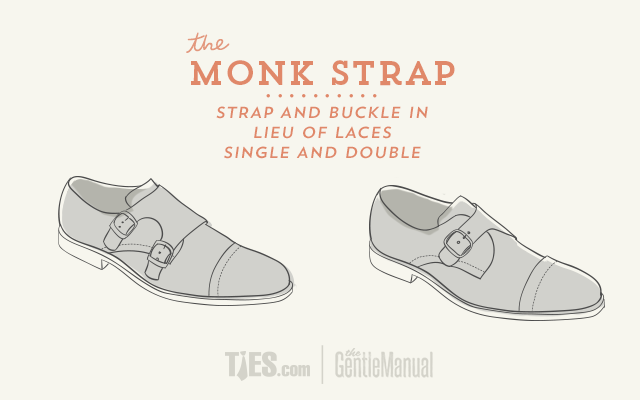 the
MONK STRAP
STRAP AND BUCKLE IN
LIEU OF LACES
SINGLE AND DOUBLE
TIES.com | the GentleManual